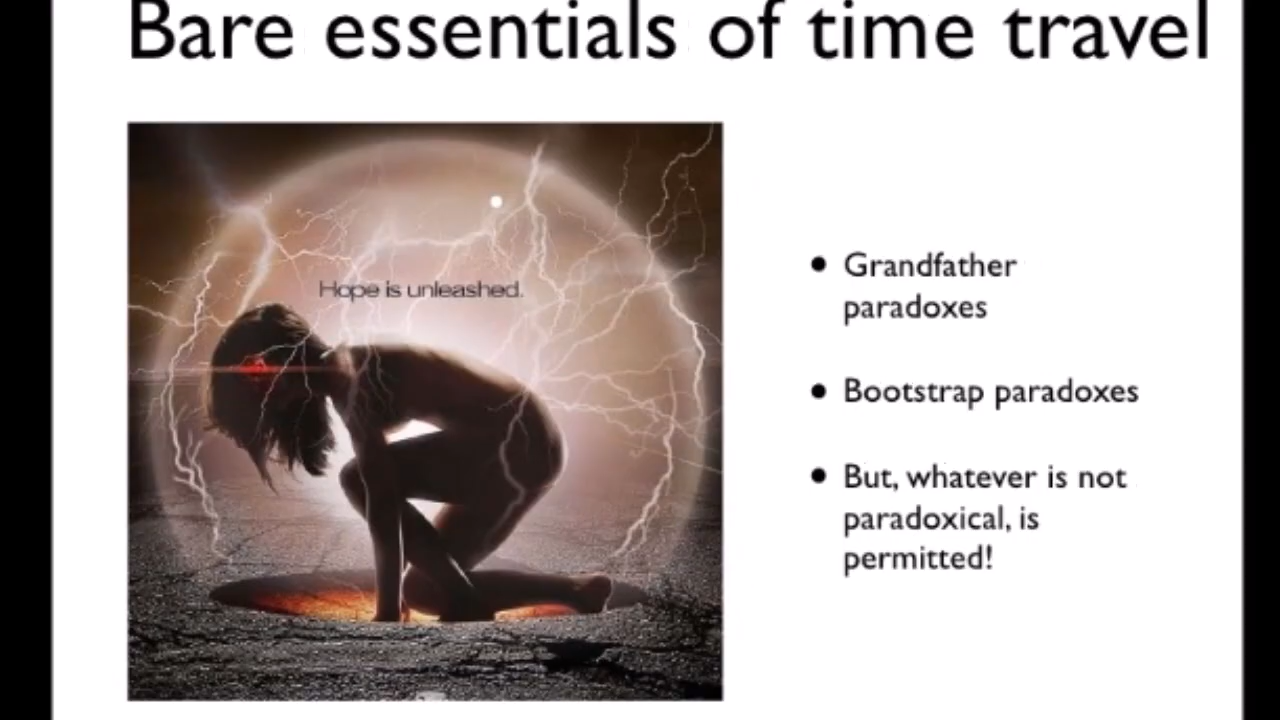 Bare essentials of time travel
Hope is unleashed.
Grandfather
paradoxes
Bootstrap paradoxes
But, whatever is not
paradoxical, is
permitted!